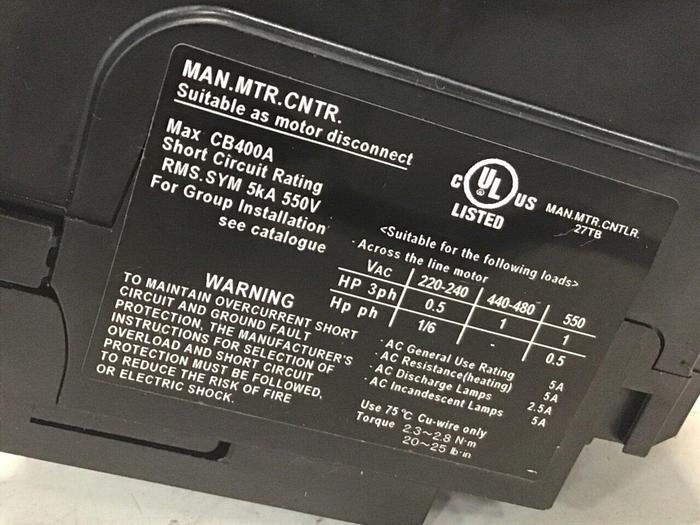 MAN.MTR.CNTR.
Suitable as motor disconnect
Max CB400A
Short Circuit Rating
RMS.SYM 5kA 550V
For Group Installation
see catalogue
WARNING
TO MAINTAIN OVERCURRENT SHORT
CIRCUIT AND GROUND FAULT
PROTECTION, THE MANUFACTURER'S
INSTRUCTIONS FOR SELECTION OF
OVERLOAD AND SHORT CIRCUIT
PROTECTION MUST BE FOLLOWED,
TO REDUCE THE RISK OF FIRE
OR ELECTRIC SHOCK.
C UL ® US
LISTED
MAN.MTR.CNTLR.
27TB
<Suitable for the following loads>
· Across the line motor
VAC 220-240 440-480 550
HP 3ph 0.5 1 1
Hp ph 1/6 - 0.5
· AC General Use Rating 5A
· AC Resistance(heating) 5A
· AC Discharge Lamps 2.5A
· AC Incandescent Lamps 5A
Use 75℃ Cu-wire only
Torque 2.3~2.8 N·m
20~25 lb·in